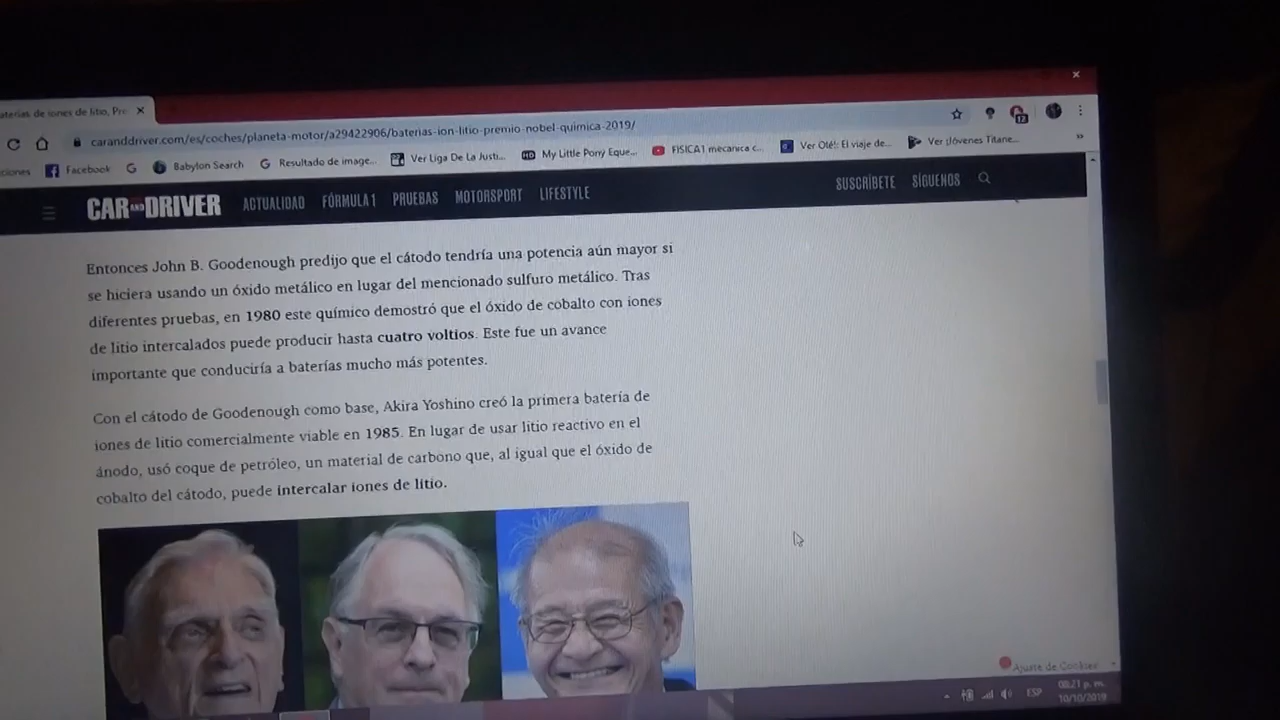 caranddriver.com/es/coches/planeta-motor/a29422906/baterias-ion-litio-premio-nobel-quimica-2019/
Facebook
Babylon Search
Resultado de image...
Ver Liga De La Justi...
My Little Pony Eque...
FISICA1 mecanica c...
Ver Olé!: El viaje de...
Ver ¡Jóvenes Titane...
CAR AND DRIVER
ACTUALIDAD
FÓRMULA 1
PRUEBAS
MOTORSPORT
LIFESTYLE
SUSCRÍBETE
SÍGUENOS
Entonces John B. Goodenough predijo que el cátodo tendría una potencia aún mayor si
se hiciera usando un óxido metálico en lugar del mencionado sulfuro metálico. Tras
diferentes pruebas, en 1980 este químico demostró que el óxido de cobalto con iones
de litio intercalados puede producir hasta cuatro voltios. Este fue un avance
importante que conduciría a baterías mucho más potentes.
Con el cátodo de Goodenough como base, Akira Yoshino creó la primera batería de
iones de litio comercialmente viable en 1985. En lugar de usar litio reactivo en el
ánodo, usó coque de petróleo, un material de carbono que, al igual que el óxido de
cobalto del cátodo, puede intercalar iones de litio.
Ajuste de Cookies
ESP
08:21 p. m.
10/10/2019